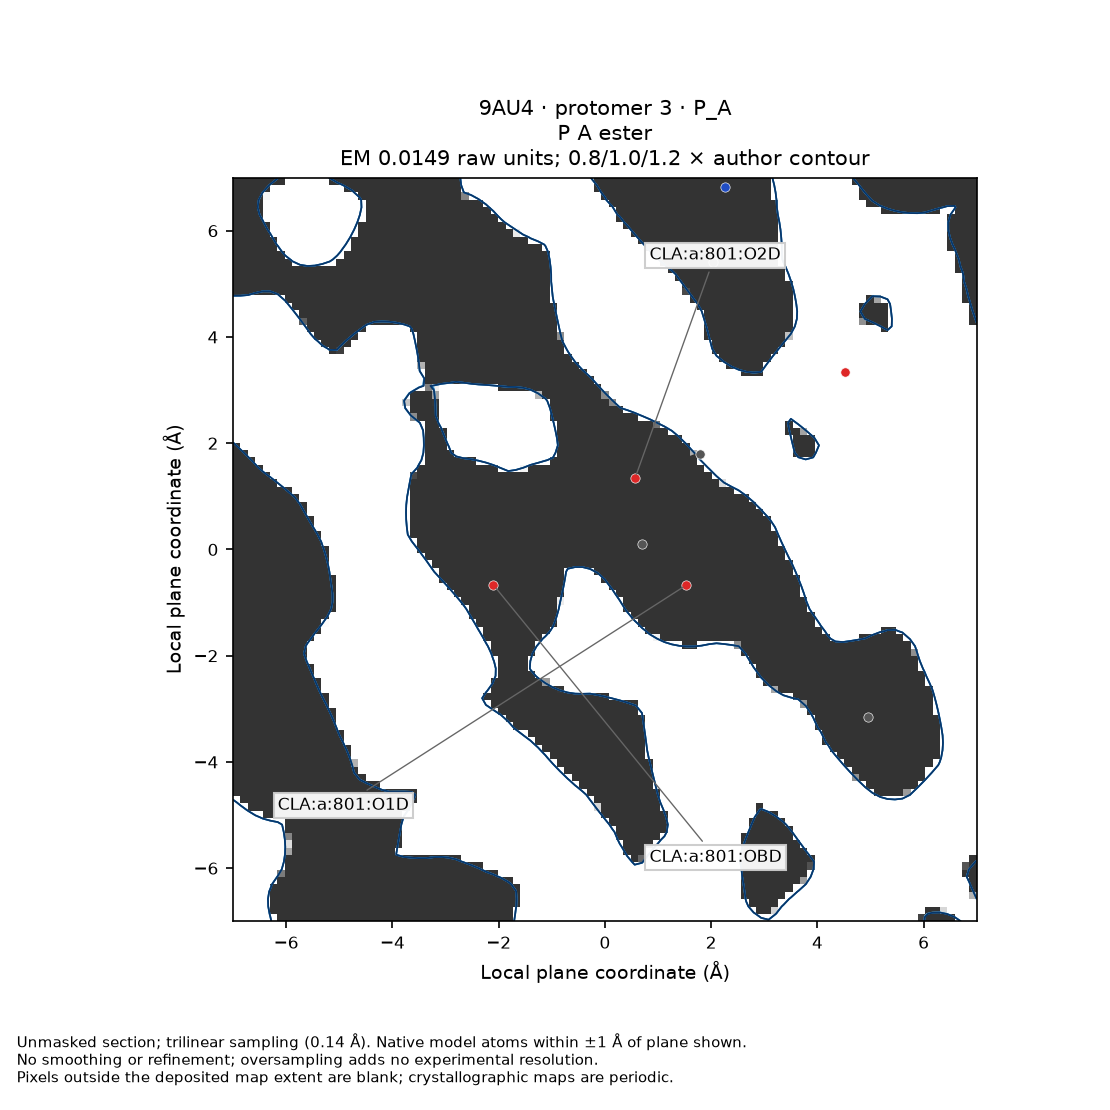 9AU4 · protomer 3 · P_A
P A ester
EM 0.0149 raw units; 0.8/1.0/1.2 × author contour
CLA:a:801:O2D
CLA:a:801:O1D
CLA:a:801:OBD
Local plane coordinate (Å)
6
4
2
0
−2
−4
−6
−6
−4
−2
0
2
4
6
Local plane coordinate (Å)
Unmasked section; trilinear sampling (0.14 Å). Native model atoms within ±1 Å of plane shown.
No smoothing or refinement; oversampling adds no experimental resolution.
Pixels outside the deposited map extent are blank; crystallographic maps are periodic.